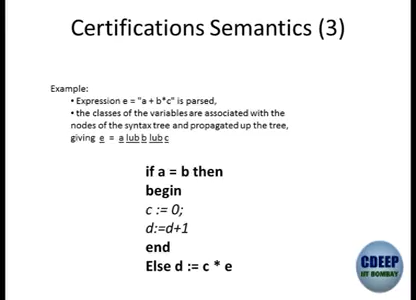 Certifications Semantics (3)
Example:
• Expression e = "a + b*c" is parsed,
• the classes of the variables are associated with the
nodes of the syntax tree and propagated up the tree,
giving e = a lub b lub c
if a = b then
begin
c := 0;
d:=d+1
end
Else d := c * e
CDEEP
IIT BOMBAY